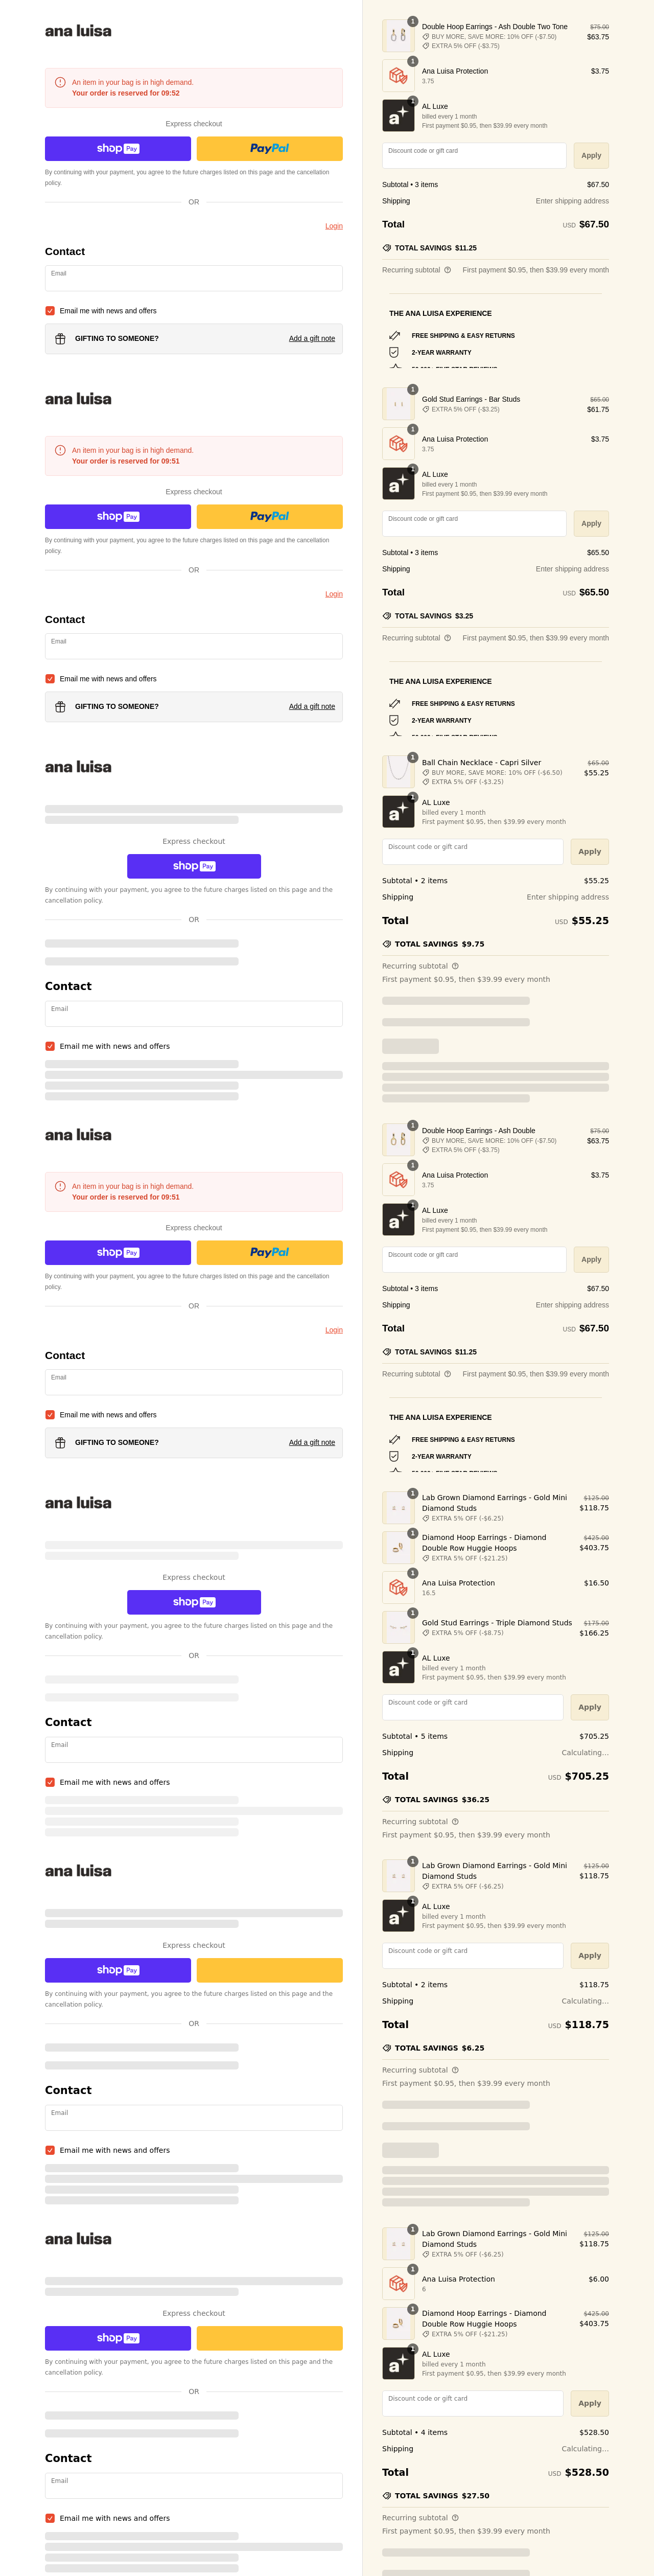 ana luisa
An item in your bag is in high demand.
Your order is reserved for 09:52
Express checkout
shop Pay
PayPal
By continuing with your payment, you agree to the future charges listed on this page and the cancellation
policy.
OR
Login
Contact
Email
Email me with news and offers
GIFTING TO SOMEONE?
Add a gift note
1
Double Hoop Earrings - Ash Double Two Tone
$75.00
BUY MORE, SAVE MORE: 10% OFF (-$7.50)
$63.75
EXTRA 5% OFF (-$3.75)
1
Ana Luisa Protection
$3.75
3.75
1
a
AL Luxe
billed every 1 month
First payment $0.95, then $39.99 every month
Discount code or gift card
Apply
Subtotal • 3 items
$67.50
Shipping
Enter shipping address
Total
USD $67.50
TOTAL SAVINGS $11.25
Recurring subtotal
First payment $0.95, then $39.99 every month
THE ANA LUISA EXPERIENCE
FREE SHIPPING & EASY RETURNS
2-YEAR WARRANTY
ana luisa
An item in your bag is in high demand.
Your order is reserved for 09:51
Express checkout
shop Pay
PayPal
By continuing with your payment, you agree to the future charges listed on this page and the cancellation
policy.
OR
Login
Contact
Email
Email me with news and offers
GIFTING TO SOMEONE?
Add a gift note
1
Gold Stud Earrings - Bar Studs
$65.00
EXTRA 5% OFF (-$3.25)
$61.75
1
Ana Luisa Protection
$3.75
3.75
1
a
AL Luxe
billed every 1 month
First payment $0.95, then $39.99 every month
Discount code or gift card
Apply
Subtotal • 3 items
$65.50
Shipping
Enter shipping address
Total
USD $65.50
TOTAL SAVINGS $3.25
Recurring subtotal
First payment $0.95, then $39.99 every month
THE ANA LUISA EXPERIENCE
FREE SHIPPING & EASY RETURNS
2-YEAR WARRANTY
ana luisa
Express checkout
shop Pay
By continuing with your payment, you agree to the future charges listed on this page and the
cancellation policy.
OR
Contact
Email
Email me with news and offers
1
Ball Chain Necklace - Capri Silver
$65.00
BUY MORE, SAVE MORE: 10% OFF (-$6.50)
$55.25
EXTRA 5% OFF (-$3.25)
1
a
AL Luxe
billed every 1 month
First payment $0.95, then $39.99 every month
Discount code or gift card
Apply
Subtotal • 2 items
$55.25
Shipping
Enter shipping address
Total
USD $55.25
TOTAL SAVINGS $9.75
Recurring subtotal
First payment $0.95, then $39.99 every month
ana luisa
An item in your bag is in high demand.
Your order is reserved for 09:51
Express checkout
shop Pay
PayPal
By continuing with your payment, you agree to the future charges listed on this page and the cancellation
policy.
OR
Login
Contact
Email
Email me with news and offers
GIFTING TO SOMEONE?
Add a gift note
1
Double Hoop Earrings - Ash Double
$75.00
BUY MORE, SAVE MORE: 10% OFF (-$7.50)
$63.75
EXTRA 5% OFF (-$3.75)
1
Ana Luisa Protection
$3.75
3.75
1
a
AL Luxe
billed every 1 month
First payment $0.95, then $39.99 every month
Discount code or gift card
Apply
Subtotal • 3 items
$67.50
Shipping
Enter shipping address
Total
USD $67.50
TOTAL SAVINGS $11.25
Recurring subtotal
First payment $0.95, then $39.99 every month
THE ANA LUISA EXPERIENCE
FREE SHIPPING & EASY RETURNS
2-YEAR WARRANTY
ana luisa
Express checkout
shop Pay
By continuing with your payment, you agree to the future charges listed on this page and the
cancellation policy.
OR
Contact
Email
Email me with news and offers
1
Lab Grown Diamond Earrings - Gold Mini
Diamond Studs
$125.00
$118.75
EXTRA 5% OFF (-$6.25)
1
Diamond Hoop Earrings - Diamond
Double Row Huggie Hoops
$425.00
$403.75
EXTRA 5% OFF (-$21.25)
1
Ana Luisa Protection
$16.50
16.5
1
Gold Stud Earrings - Triple Diamond Studs
$175.00
EXTRA 5% OFF (-$8.75)
$166.25
1
a
AL Luxe
billed every 1 month
First payment $0.95, then $39.99 every month
Discount code or gift card
Apply
Subtotal • 5 items
$705.25
Shipping
Calculating...
Total
USD $705.25
TOTAL SAVINGS $36.25
Recurring subtotal
First payment $0.95, then $39.99 every month
ana luisa
Express checkout
shop Pay
By continuing with your payment, you agree to the future charges listed on this page and the
cancellation policy.
OR
Contact
Email
Email me with news and offers
1
Lab Grown Diamond Earrings - Gold Mini
Diamond Studs
$125.00
$118.75
EXTRA 5% OFF (-$6.25)
1
a
AL Luxe
billed every 1 month
First payment $0.95, then $39.99 every month
Discount code or gift card
Apply
Subtotal • 2 items
$118.75
Shipping
Calculating...
Total
USD $118.75
TOTAL SAVINGS $6.25
Recurring subtotal
First payment $0.95, then $39.99 every month
ana luisa
Express checkout
shop Pay
By continuing with your payment, you agree to the future charges listed on this page and the
cancellation policy.
OR
Contact
Email
Email me with news and offers
1
Lab Grown Diamond Earrings - Gold Mini
Diamond Studs
$125.00
$118.75
EXTRA 5% OFF (-$6.25)
1
Ana Luisa Protection
$6.00
6
1
Diamond Hoop Earrings - Diamond
Double Row Huggie Hoops
$425.00
$403.75
EXTRA 5% OFF (-$21.25)
1
a
AL Luxe
billed every 1 month
First payment $0.95, then $39.99 every month
Discount code or gift card
Apply
Subtotal • 4 items
$528.50
Shipping
Calculating...
Total
USD $528.50
TOTAL SAVINGS $27.50
Recurring subtotal
First payment $0.95, then $39.99 every month